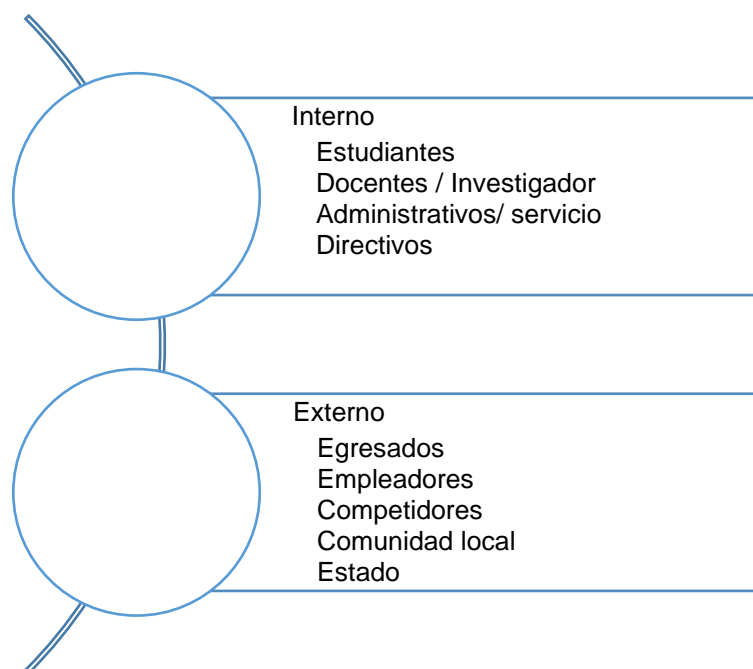 Interno
Estudiantes
Docentes / Investigador
Administrativos/ servicio
Directivos
Externo
Egresados
Empleadores
Competidores
Comunidad local
Estado